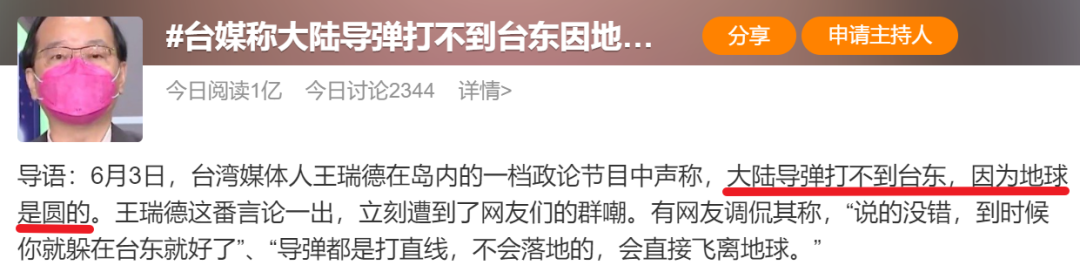 #台媒称大陆导弹打不到台东因地...
分享
申请主持人
今日阅读1亿 今日讨论2344 详情>
导语：6月3日，台湾媒体人王瑞德在岛内的一档政论节目中声称，大陆导弹打不到台东，因为地球
是圆的。王瑞德这番言论一出，立刻遭到了网友们的群嘲。有网友调侃其称，“说的没错，到时候
你就躲在台东就好了”、“导弹都是打直线，不会落地的，会直接飞离地球。”